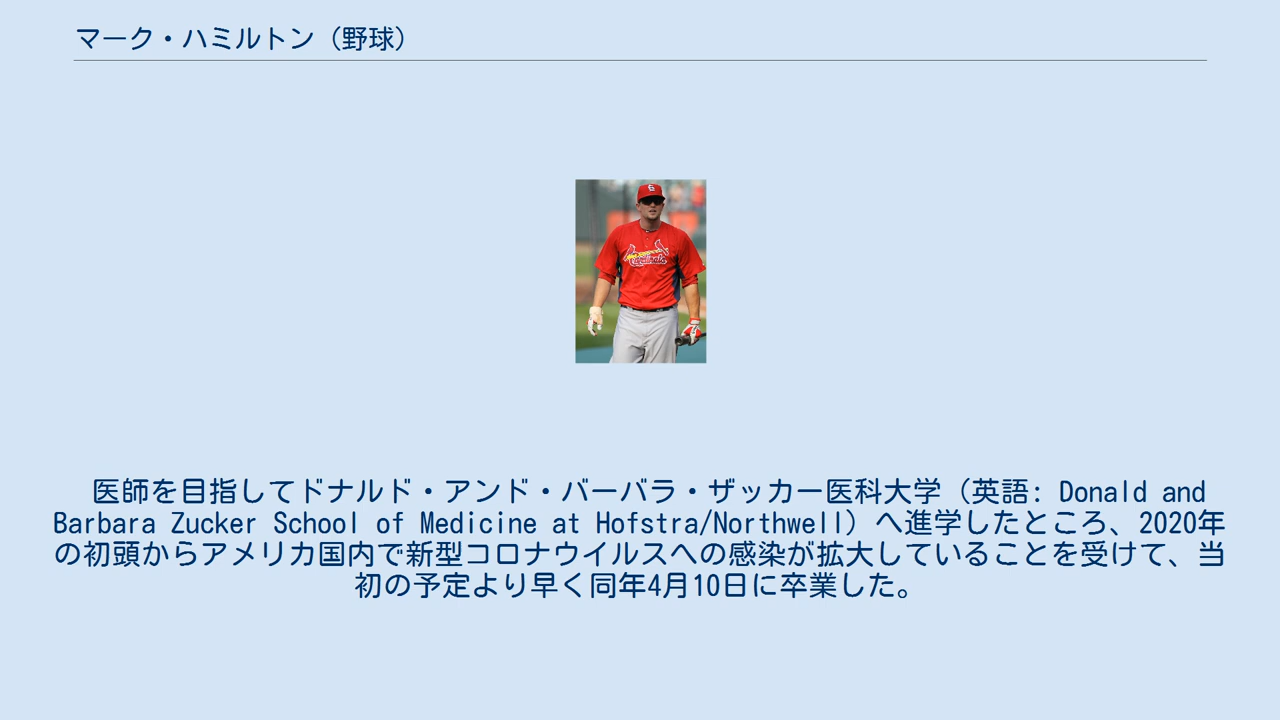 マーク・ハミルトン（野球）
Cardinals
医師を目指してドナルド・アンド・バーバラ・ザッカー医科大学（英語: Donald and
Barbara Zucker School of Medicine at Hofstra/Northwell）へ進学したところ、2020年
の初頭からアメリカ国内で新型コロナウイルスへの感染が拡大していることを受けて、当
初の予定より早く同年4月10日に卒業した。